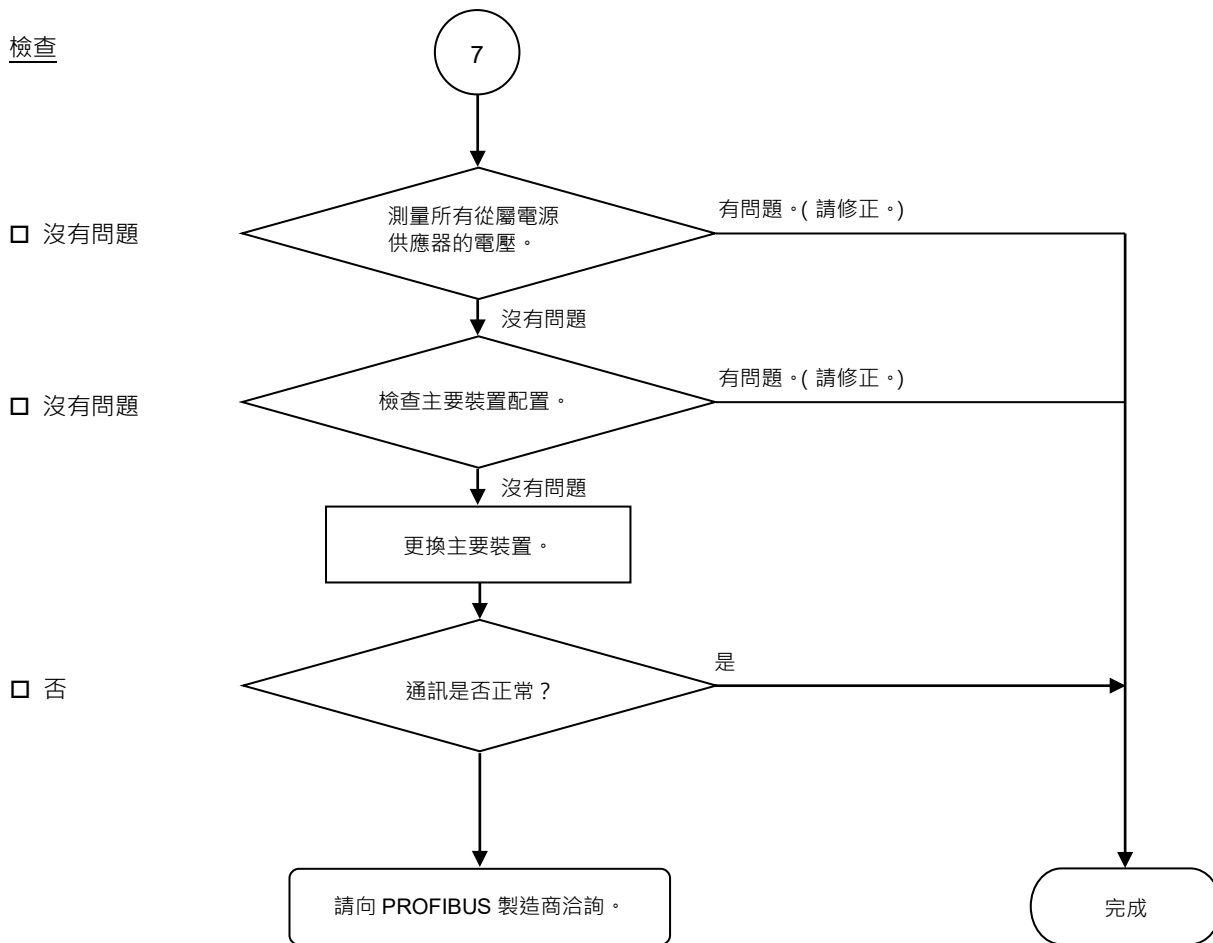 檢查
7
測量所有從屬電源
供應器的電壓。
有問題。( 請修正。)
□ 沒有問題
沒有問題
檢查主要裝置配置。
有問題。( 請修正。)
□ 沒有問題
沒有問題
更換主要裝置。
通訊是否正常？
是
□ 否
請向 PROFIBUS 製造商洽詢。
完成